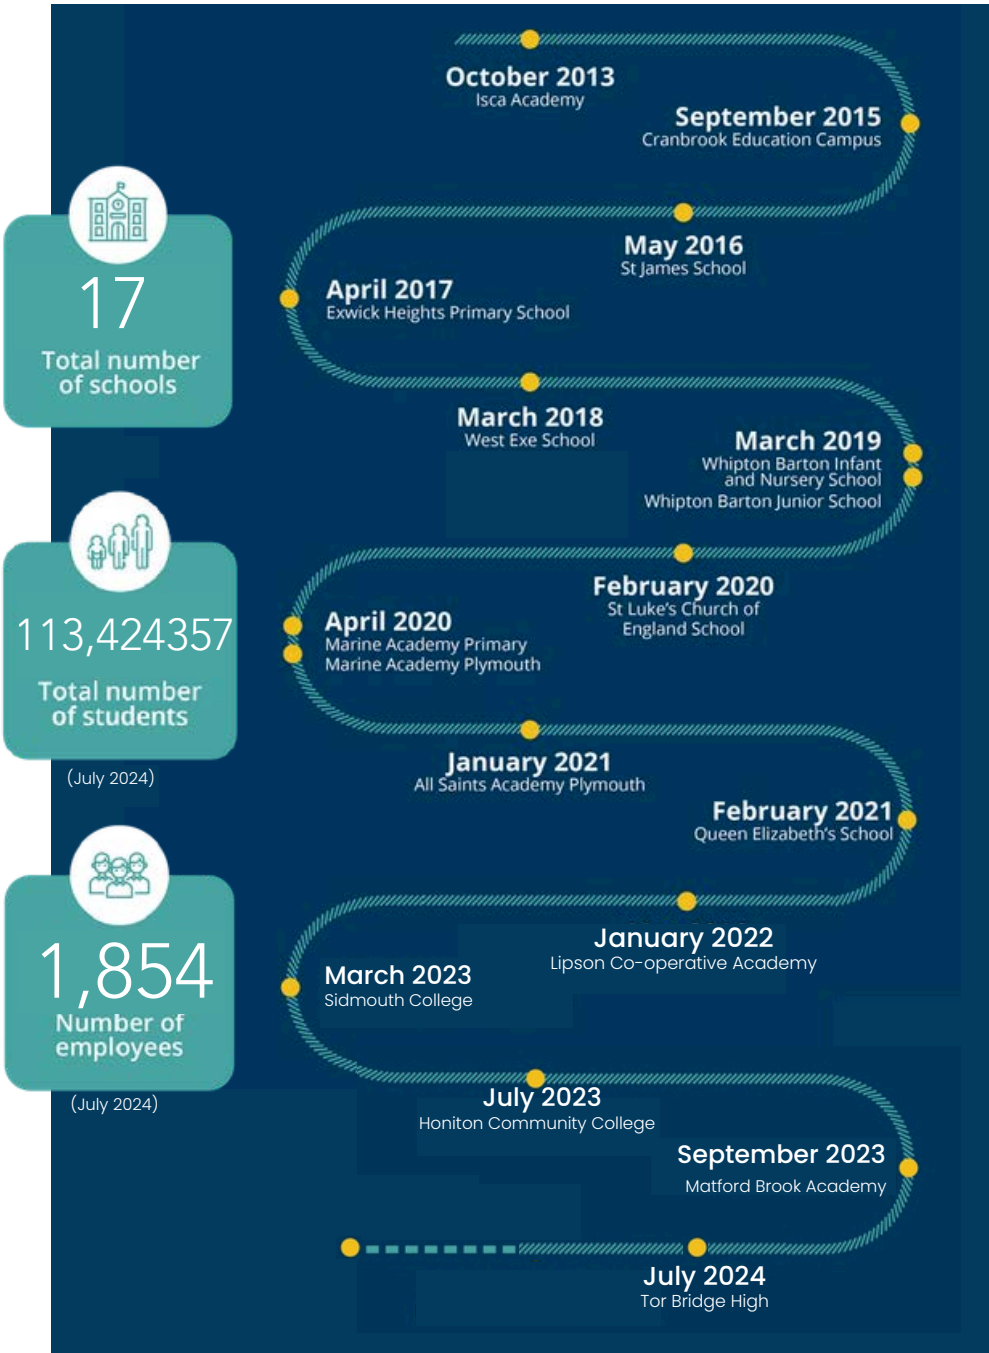 October 2013
Isca Academy
September 2015
Cranbrook Education Campus
May 2016
St James School
April 2017
Exwick Heights Primary School
March 2018
West Exe School
March 2019
Whipton Barton Infant
and Nursery School
Whipton Barton Junior School
February 2020
St Luke's Church of
England School
April 2020
Marine Academy Primary
Marine Academy Plymouth
January 2021
All Saints Academy Plymouth
February 2021
Queen Elizabeth's School
January 2022
Lipson Co-operative Academy
March 2023
Sidmouth College
July 2023
Honiton Community College
September 2023
Matford Brook Academy
July 2024
Tor Bridge High
17
Total number
of schools
113,424357
Total number
of students
(July 2024)
1,854
Number of
employees
(July 2024)